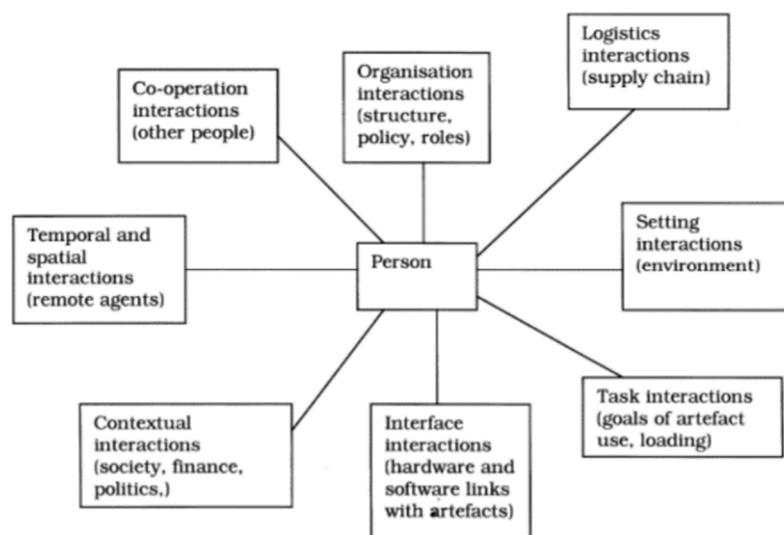 Logistics
interactions
(supply chain)
Organisation
interactions
(structure,
policy, roles)
Co-operation
interactions
(other people)
Temporal and
spatial
interactions
(remote agents)
Person
Setting
interactions
(environment)
Contextual
interactions
(society, finance,
politics,)
Interface
interactions
(hardware and
software links
with artefacts)
Task interactions
(goals of artefact
use, loading)